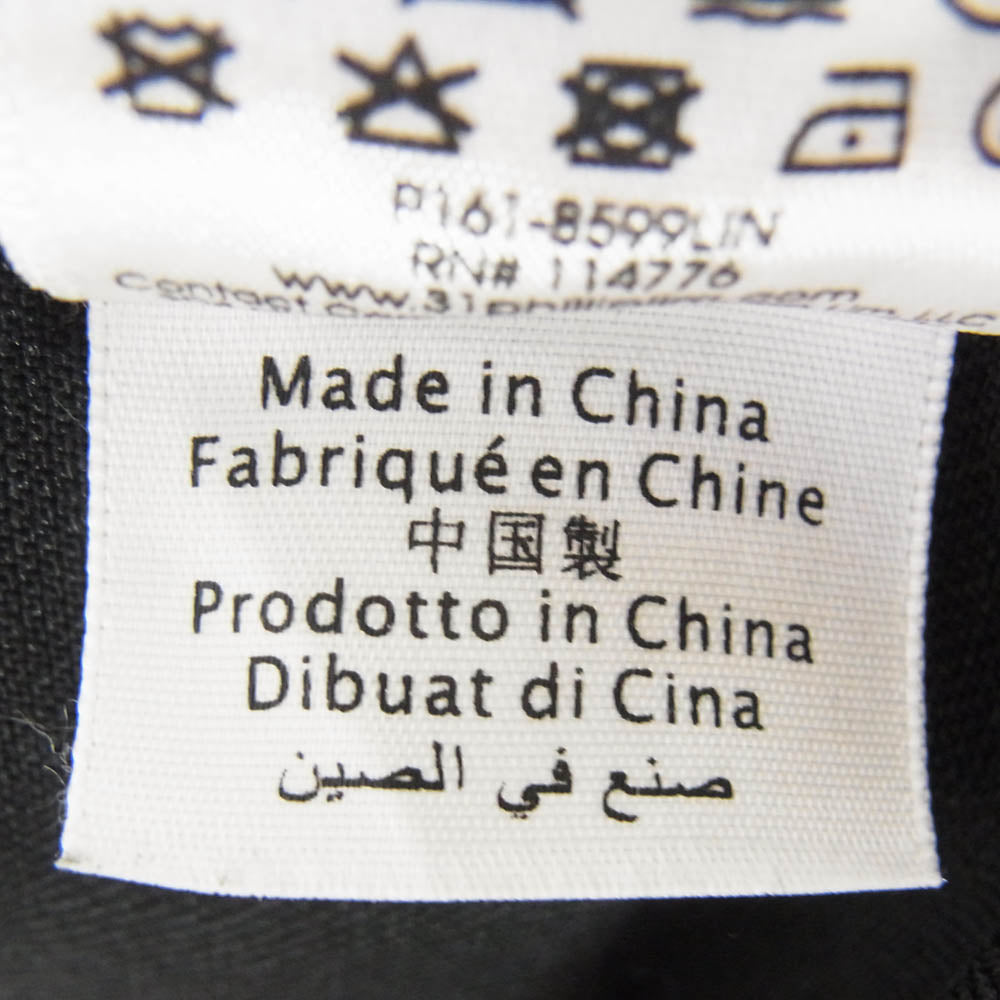 P161-8599LIN
RN# 114776
Contact
Made in China
Fabriqué en Chine
中国製
Prodotto in China
Dibuat di Cina
صنع في الصين